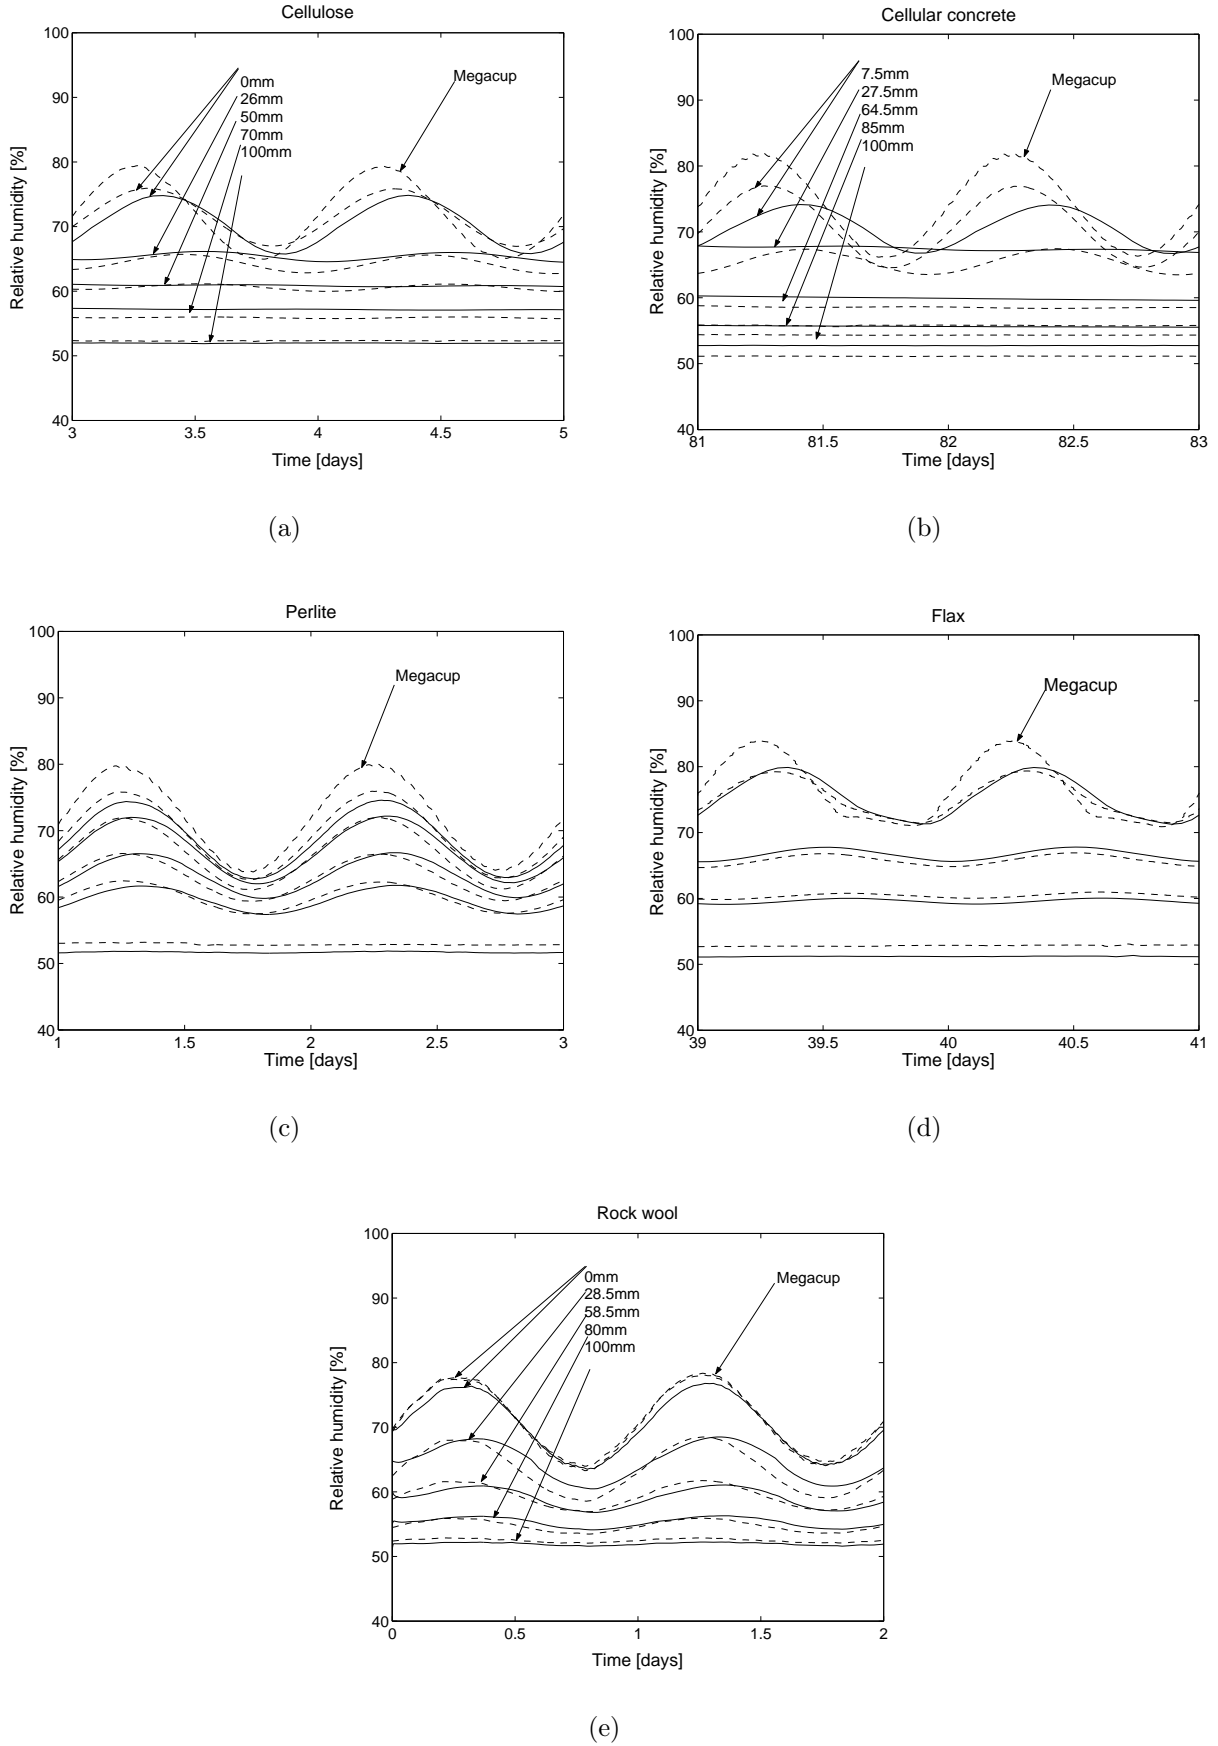 Cellulose
100
90
80
70
60
50
40
3
3.5
4
4.5
5
Relative humidity [%]
Time [days]
0mm
26mm
50mm
70mm
100mm
Megacup
(a)
Cellular concrete
100
90
80
70
60
50
40
81
81.5
82
82.5
83
Relative humidity [%]
Time [days]
7.5mm
27.5mm
64.5mm
85mm
100mm
Megacup
(b)
Perlite
100
90
80
70
60
50
40
1
1.5
2
2.5
3
Relative humidity [%]
Time [days]
Megacup
(c)
Flax
100
90
80
70
60
50
40
39
39.5
40
40.5
41
Relative humidity [%]
Time [days]
Megacup
(d)
Rock wool
100
90
80
70
60
50
40
0
0.5
1
1.5
2
Relative humidity [%]
Time [days]
0mm
28.5mm
58.5mm
80mm
100mm
Megacup
(e)